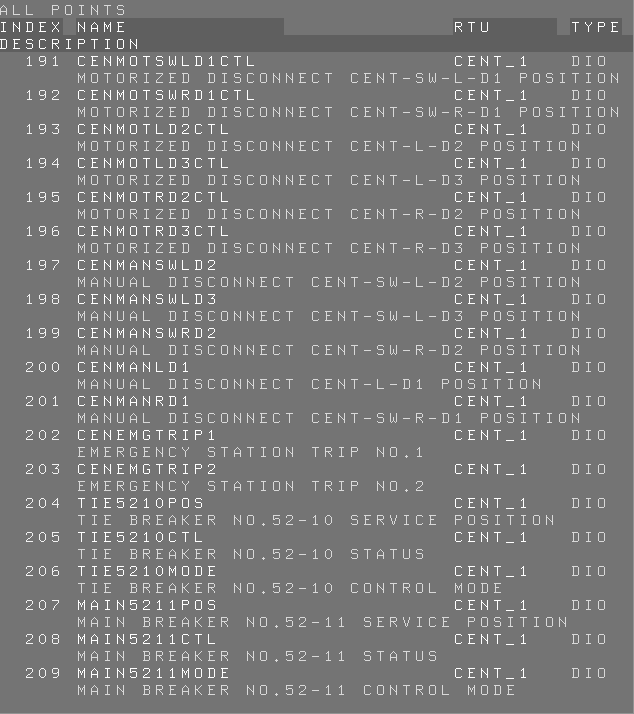 ALL POINTS
INDEX NAME RTU TYPE
DESCRIPTION
191 CENMOTSWLD1CTL CENT_1 DIO
MOTORIZED DISCONNECT CENT-SW-L-D1 POSITION
192 CENMOTSWRD1CTL CENT_1 DIO
MOTORIZED DISCONNECT CENT-SW-R-D1 POSITION
193 CENMOTLD2CTL CENT_1 DIO
MOTORIZED DISCONNECT CENT-L-D2 POSITION
194 CENMOTLD3CTL CENT_1 DIO
MOTORIZED DISCONNECT CENT-L-D3 POSITION
195 CENMOTRD2CTL CENT_1 DIO
MOTORIZED DISCONNECT CENT-R-D2 POSITION
196 CENMOTRD3CTL CENT_1 DIO
MOTORIZED DISCONNECT CENT-R-D3 POSITION
197 CENMANSWLD2 CENT_1 DIO
MANUAL DISCONNECT CENT-SW-L-D2 POSITION
198 CENMANSWLD3 CENT_1 DIO
MANUAL DISCONNECT CENT-SW-L-D3 POSITION
199 CENMANSWRD2 CENT_1 DIO
MANUAL DISCONNECT CENT-SW-R-D2 POSITION
200 CENMANLD1 CENT_1 DIO
MANUAL DISCONNECT CENT-L-D1 POSITION
201 CENMANRD1 CENT_1 DIO
MANUAL DISCONNECT CENT-SW-R-D1 POSITION
202 CENEMGTRIP1 CENT_1 DIO
EMERGENCY STATION TRIP NO.1
203 CENEMGTRIP2 CENT_1 DIO
EMERGENCY STATION TRIP NO.2
204 TIE5210POS CENT_1 DIO
TIE BREAKER NO.52-10 SERVICE POSITION
205 TIE5210CTL CENT_1 DIO
TIE BREAKER NO.52-10 STATUS
206 TIE5210MODE CENT_1 DIO
TIE BREAKER NO.52-10 CONTROL MODE
207 MAIN5211POS CENT_1 DIO
MAIN BREAKER NO.52-11 SERVICE POSITION
208 MAIN5211CTL CENT_1 DIO
MAIN BREAKER NO.52-11 STATUS
209 MAIN5211MODE CENT_1 DIO
MAIN BREAKER NO.52-11 CONTROL MODE